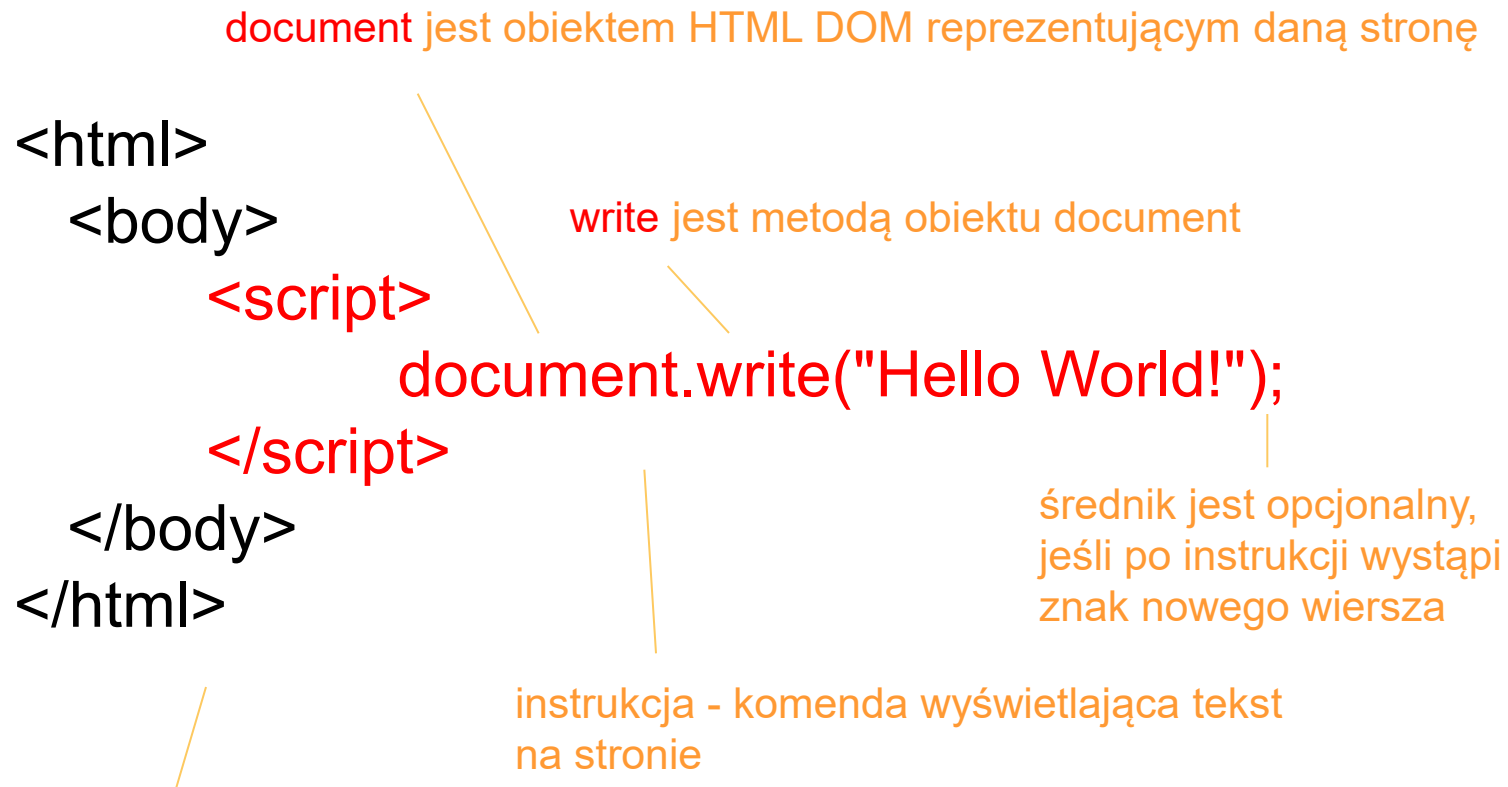 document jest obiektem HTML DOM reprezentującym daną stronę
<html>
<body>
write jest metodą obiektu document
<script>
document.write("Hello World!");
</script>
</body>
średnik jest opcjonalny,
jeśli po instrukcji wystąpi
znak nowego wiersza
</html>
instrukcja - komenda wyświetlająca tekst
na stronie